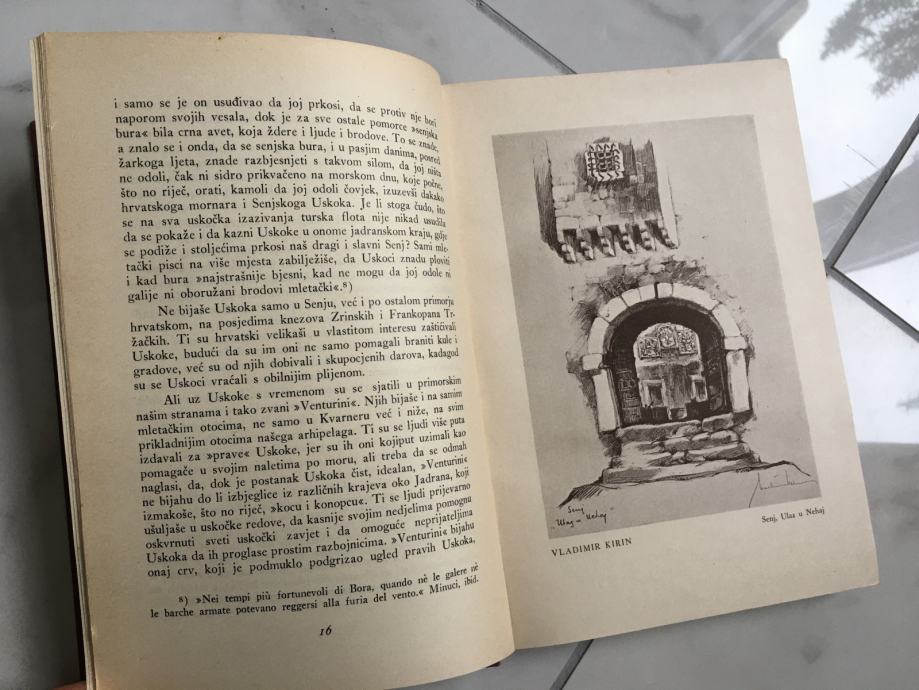 i samo se je on usuđivao da joj prkosi, da se protiv nje bori
naporom svojih vesala, dok je za sve ostale pomorce »senjska
bura« bila crna avet, koja ždere i ljude i brodove. To se znade,
a znalo se i onda, da se senjska bura, i u pasjim danima, posred
žarkoga ljeta, znade razbjesnjeti s takvom silom, da joj ništa
ne odoli, čak ni sidro prikvačeno na morskom dnu, koje počne,
što no riječ, orati, kamoli da joj odoli čovjek, izuzevši dakako
hrvatskoga mornara i Senjskoga Uskoka. Je li stoga čudo, što
se na sva uskočka izazivanja turska flota nije nikad usudila
da se pokaže i da kazni Uskoke u onome jadranskom kraju, gdje
se podiže i stoljećima prkosi naš dragi i slavni Senj? Sami mle-
tački pisci na više mjesta zabilježiše, da Uskoci znadu ploviti
i kad bura »najstrašnije bjesni, kad ne mogu da joj odole ni
galije ni oboružani brodovi mletački«.8)
Ne bijaše Uskoka samo u Senju, već i po ostalom primorju
hrvatskom, na posjedima knezova Zrinskih i Frankopana Tr-
žačkih. Ti su hrvatski velikaši u vlastitom interesu zaštićivali
Uskoke, budući da su im oni ne samo pomagali braniti kule i
gradove, već su od njih dobivali i skupocjenih darova, kadagod
su se Uskoci vraćali s obilnijim plijenom.
Ali uz Uskoke s vremenom su se sjatili u primorskim
našim stranama i tako zvani »Venturini«. Njih bijaše i na samim
mletačkim otocima, ne samo u Kvarneru već i niže, na svim
prikladnijim otocima našega arhipelaga. Ti su se ljudi više puta
izdavali za »prave« Uskoke, jer su ih oni kojiput uzimali kao
pomagače u svojim naletima po moru, ali treba da se odmah
naglasi, da, dok je postanak Uskoka čist, idealan, »Venturini«
ne bijahu do li izbjeglice iz različnih krajeva oko Jadrana, koji
izmakoše, što no riječ, »kocu i konopcu«. Ti se ljudi prijevarno
ušuljaše u uskočke redove, da kasnije svojim nedjelima pomognu
oskvrnuti sveti uskočki zavjet i da omoguće neprijateljima
Uskoka da ih proglase prostim razbojnicima. »Venturini« bijahu
onaj crv, koji je podmuklo podgrizao ugled pravih Uskoka,
8) »Nei tempi più fortunevoli di Bora, quando nè le galere nè
le barche armate potevano reggersi alla furia del vento.« Minuci, ibid.
16
Senj
"Ulaz u Nehaj"
Senj, Ulaz u Nehaj
VLADIMIR KIRIN